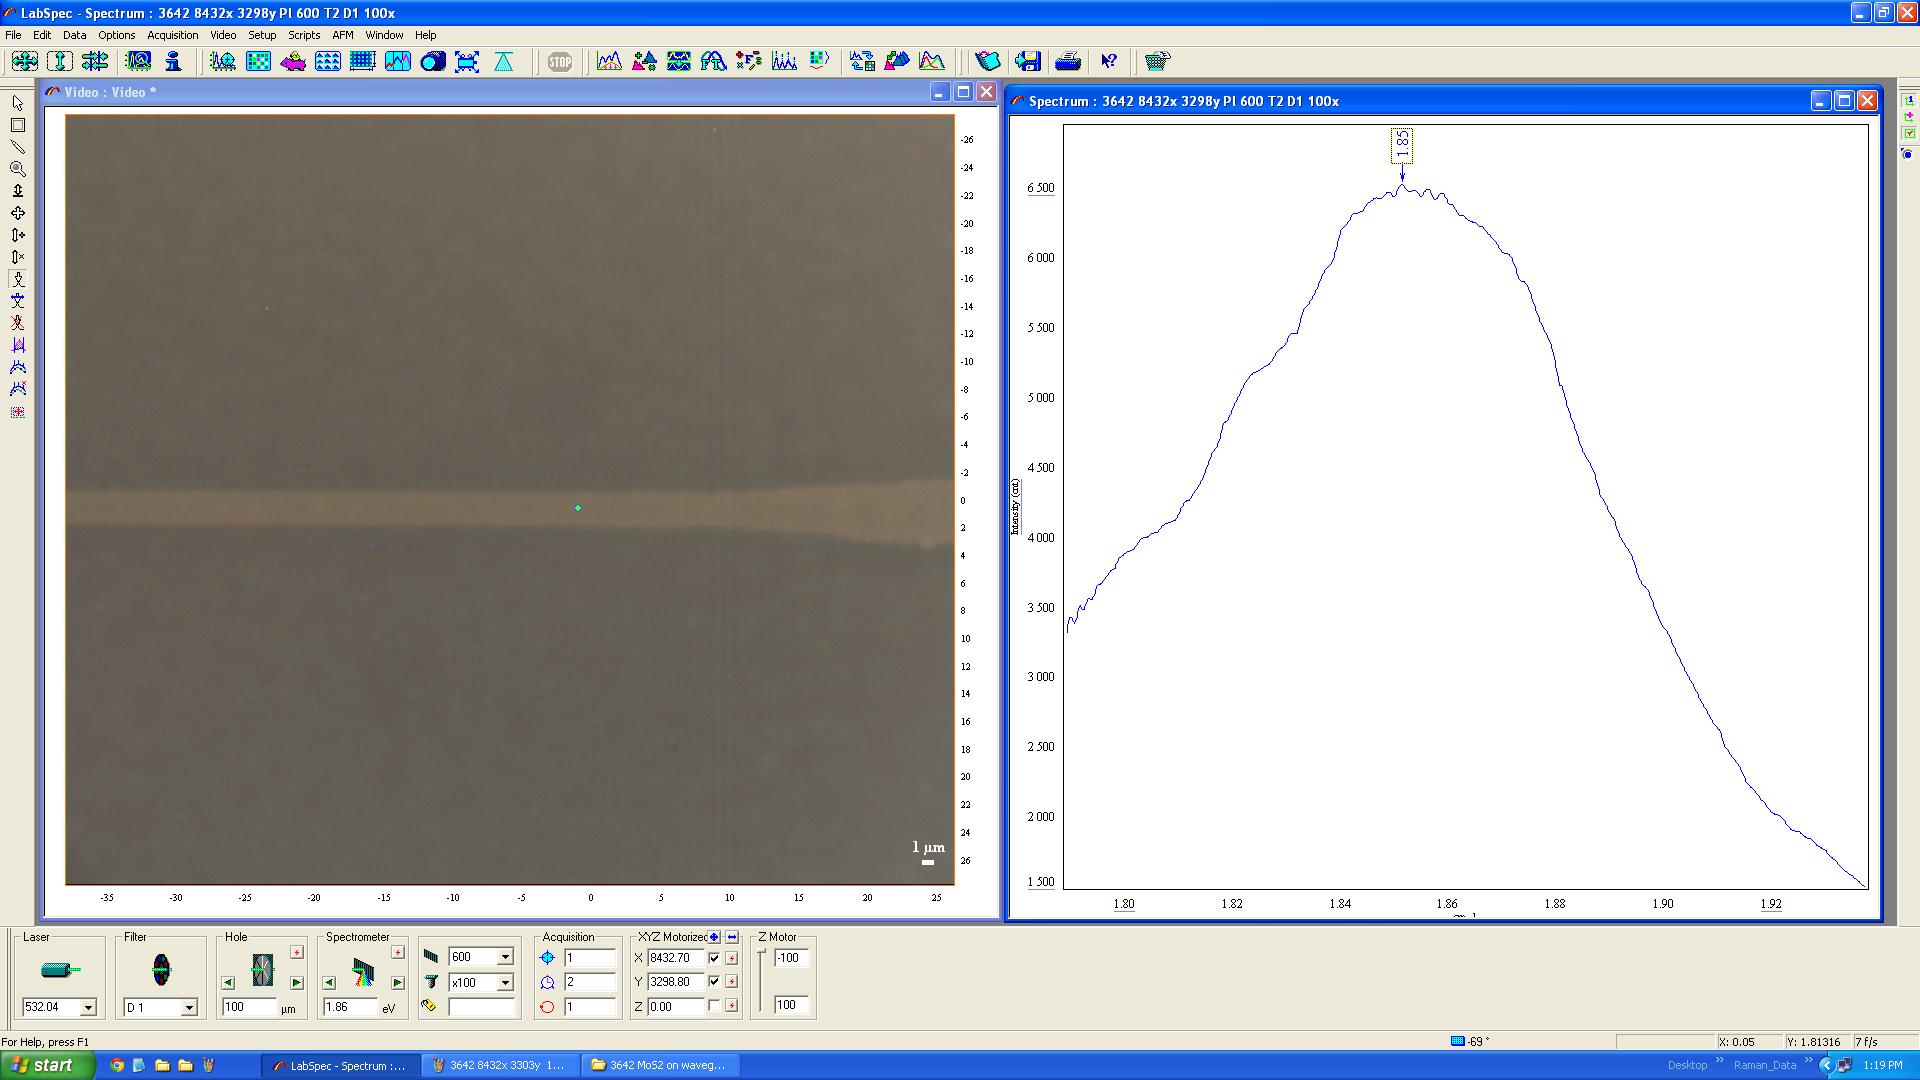 LabSpec - Spectrum : 3642 8432x 3298y Pl 600 T2 D1 100x
File Edit Data Options Acquisition Video Setup Scripts AFM Window Help
STOP
Video : Video *
-26
-24
-22
-20
-18
-16
-14
-12
-10
-8
-6
-4
-2
0
2
4
6
8
10
12
14
16
18
20
22
24
26
1 µm
-35 -30 -25 -20 -15 -10 -5 0 5 10 15 20 25
Spectrum : 3642 8432x 3298y Pl 600 T2 D1 100x
1.85
6 500
6 000
5 500
5 000
4 500
4 000
3 500
3 000
2 500
2 000
1 500
Intensity (cnt)
1.80 1.82 1.84 1.86 1.88 1.90 1.92
Laser Filter Hole Spectrometer Acquisition XYZ Motorized Z Motor
600 1 X 8432.70 -100
x100 2 Y 3298.80
532.04 D 1 100 µm 1.86 eV 1 Z 0.00 100
For Help, press F1 -69 ° X: 0.05 Y: 1.81316 7 f/s
start LabSpec - Spectrum :... 3642 8432x 3303y 1... 3642 MoS2 on waveg... Desktop » Raman_Data » 1:19 PM